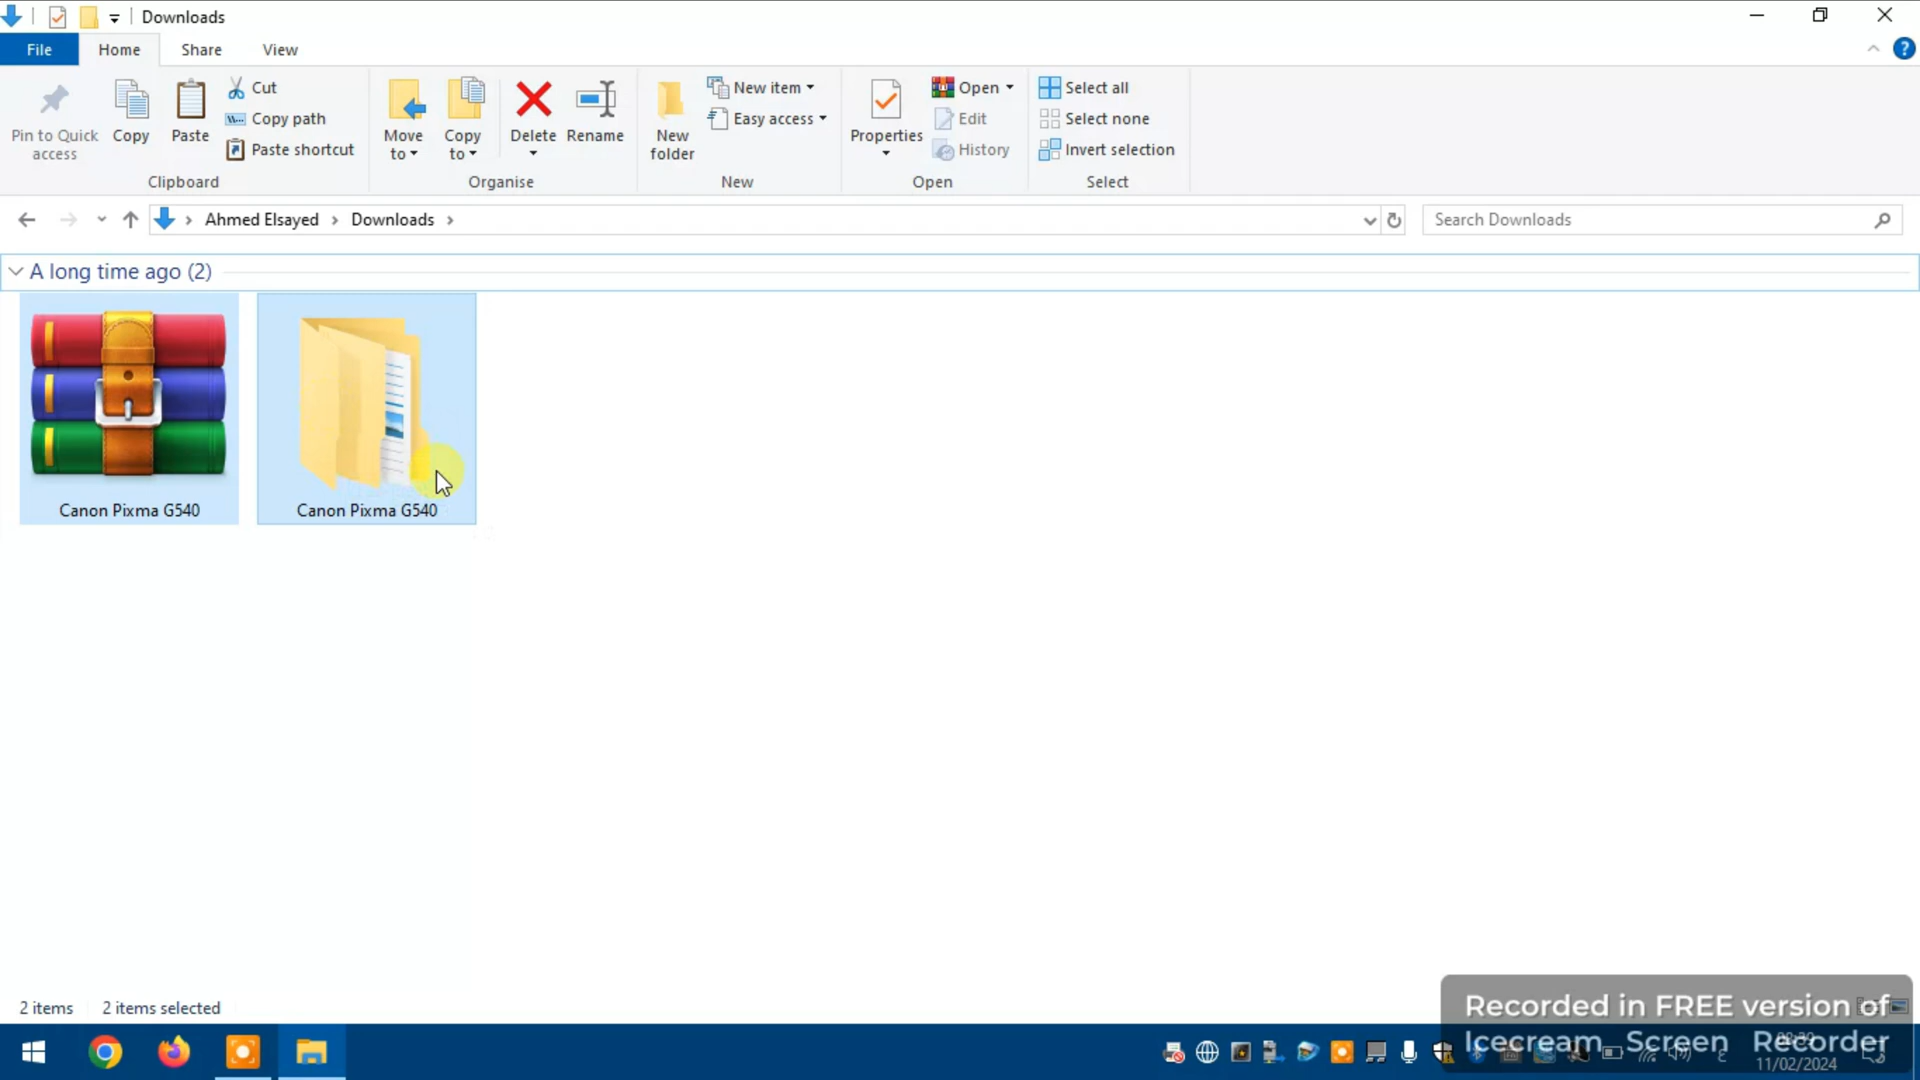 Downloads
File
Home
Share
View
Pin to Quick
access
Copy
Paste
Cut
Copy path
Paste shortcut
Move
to
Copy
to
Delete
Rename
New
folder
New item
Easy access
Properties
Open
Edit
History
Select all
Select none
Invert selection
Clipboard
Organise
New
Open
Select
Ahmed Elsayed
Downloads
Search Downloads
A long time ago (2)
Canon Pixma G540
Canon Pixma G540
2 items
2 items selected
Recorded in FREE version of
Icecream Screen Recorder
11/02/2024